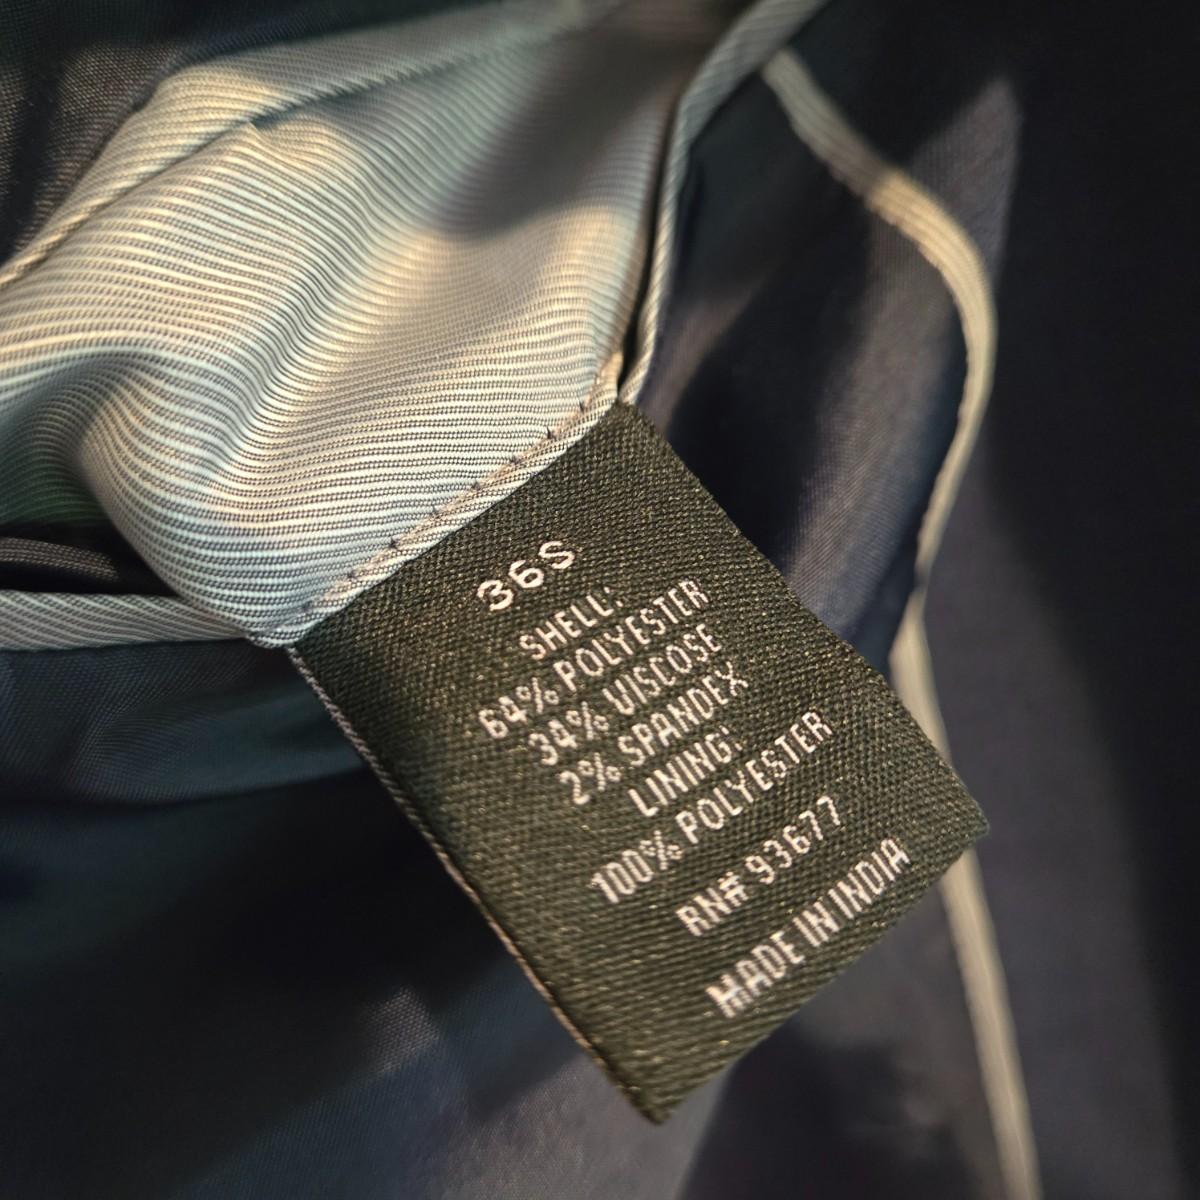 36S
SHELL:
64% POLYESTER
34% VISCOSE
2% SPANDEX
LINING:
100% POLYESTER
RN# 93677
MADE IN INDIA